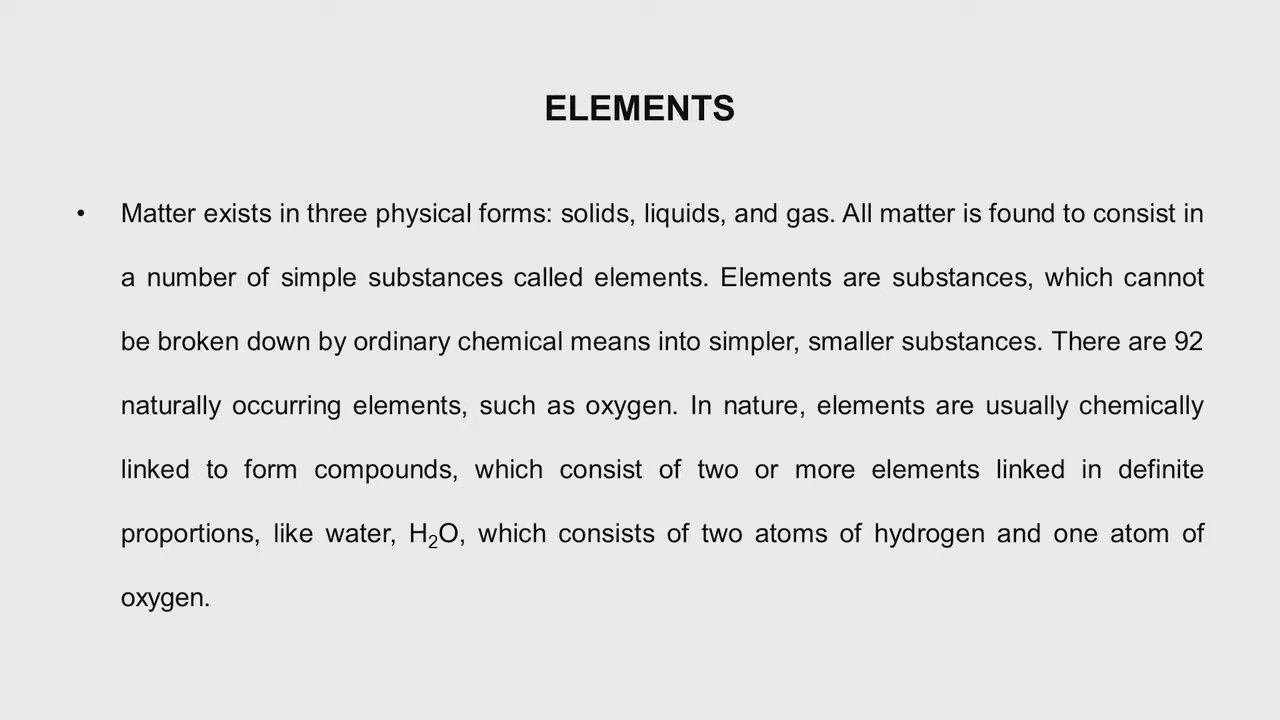 ELEMENTS
• Matter exists in three physical forms: solids, liquids, and gas. All matter is found to consist in
a number of simple substances called elements. Elements are substances, which cannot
be broken down by ordinary chemical means into simpler, smaller substances. There are 92
naturally occurring elements, such as oxygen. In nature, elements are usually chemically
linked to form compounds, which consist of two or more elements linked in definite
proportions, like water, H₂O, which consists of two atoms of hydrogen and one atom of
oxygen.